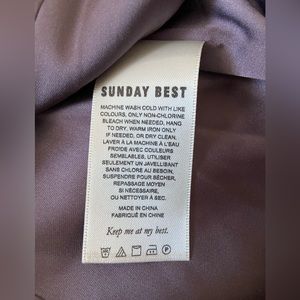 SUNDAY BEST
MACHINE WASH COLD WITH LIKE
COLOURS, ONLY NON-CHLORINE
BLEACH WHEN NEEDED, HANG
TO DRY, WARM IRON ONLY
IF NEEDED, OR DRY CLEAN.
LAVER À LA MACHINE À L'EAU
FROIDE AVEC COULEURS
SEMBLABLES, UTILISER
SEULEMENT UN JAVELLISANT
SANS CHLORE AU BESOIN,
SUSPENDRE POUR SÉCHER,
REPASSAGE MOYEN
SI NÉCESSAIRE,
OU NETTOYER À SEC.
MADE IN CHINA
FABRIQUÉ EN CHINE
Keep me at my best.
P